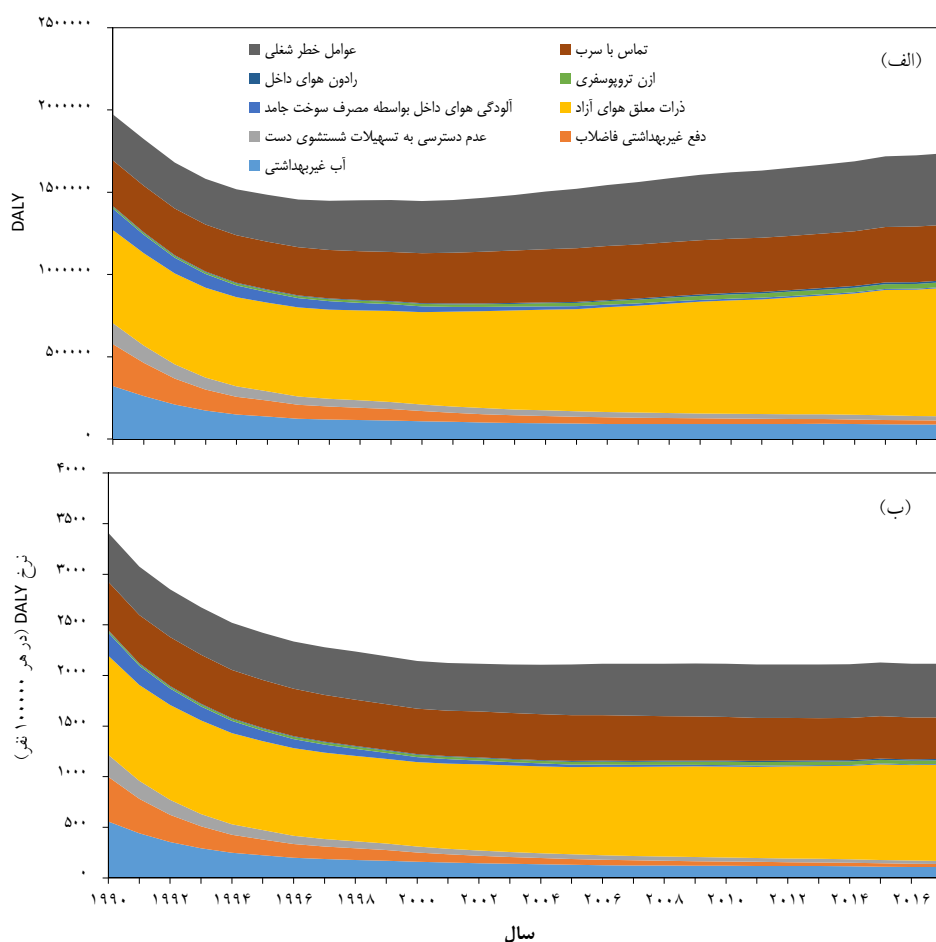 ۲۵۰۰۰۰۰
۲۰۰۰۰۰۰
۱۵۰۰۰۰۰
۱۰۰۰۰۰۰
۵۰۰۰۰۰
۰
DALY
(الف)
تماس با سرب
عوامل خطر شغلی
ازن تروپوسفری
رادون هوای داخل
ذرات معلق هوای آزاد
آلودگی هوای داخل بواسطه مصرف سوخت جامد
دفع غیربهداشتی فاضلاب
عدم دسترسی به تسهیلات شستشوی دست
آب غیربهداشتی
۴۰۰۰
۳۵۰۰
۳۰۰۰
۲۵۰۰
۲۰۰۰
۱۵۰۰
۱۰۰۰
۵۰۰
۰
نرخ DALY (در هر ۱۰۰۰۰۰ نفر)
(ب)
۱۹۹۰ ۱۹۹۲ ۱۹۹۴ ۱۹۹۶ ۱۹۹۸ ۲۰۰۰ ۲۰۰۲ ۲۰۰۴ ۲۰۰۶ ۲۰۰۸ ۲۰۱۰ ۲۰۱۲ ۲۰۱۴ ۲۰۱۶
سال